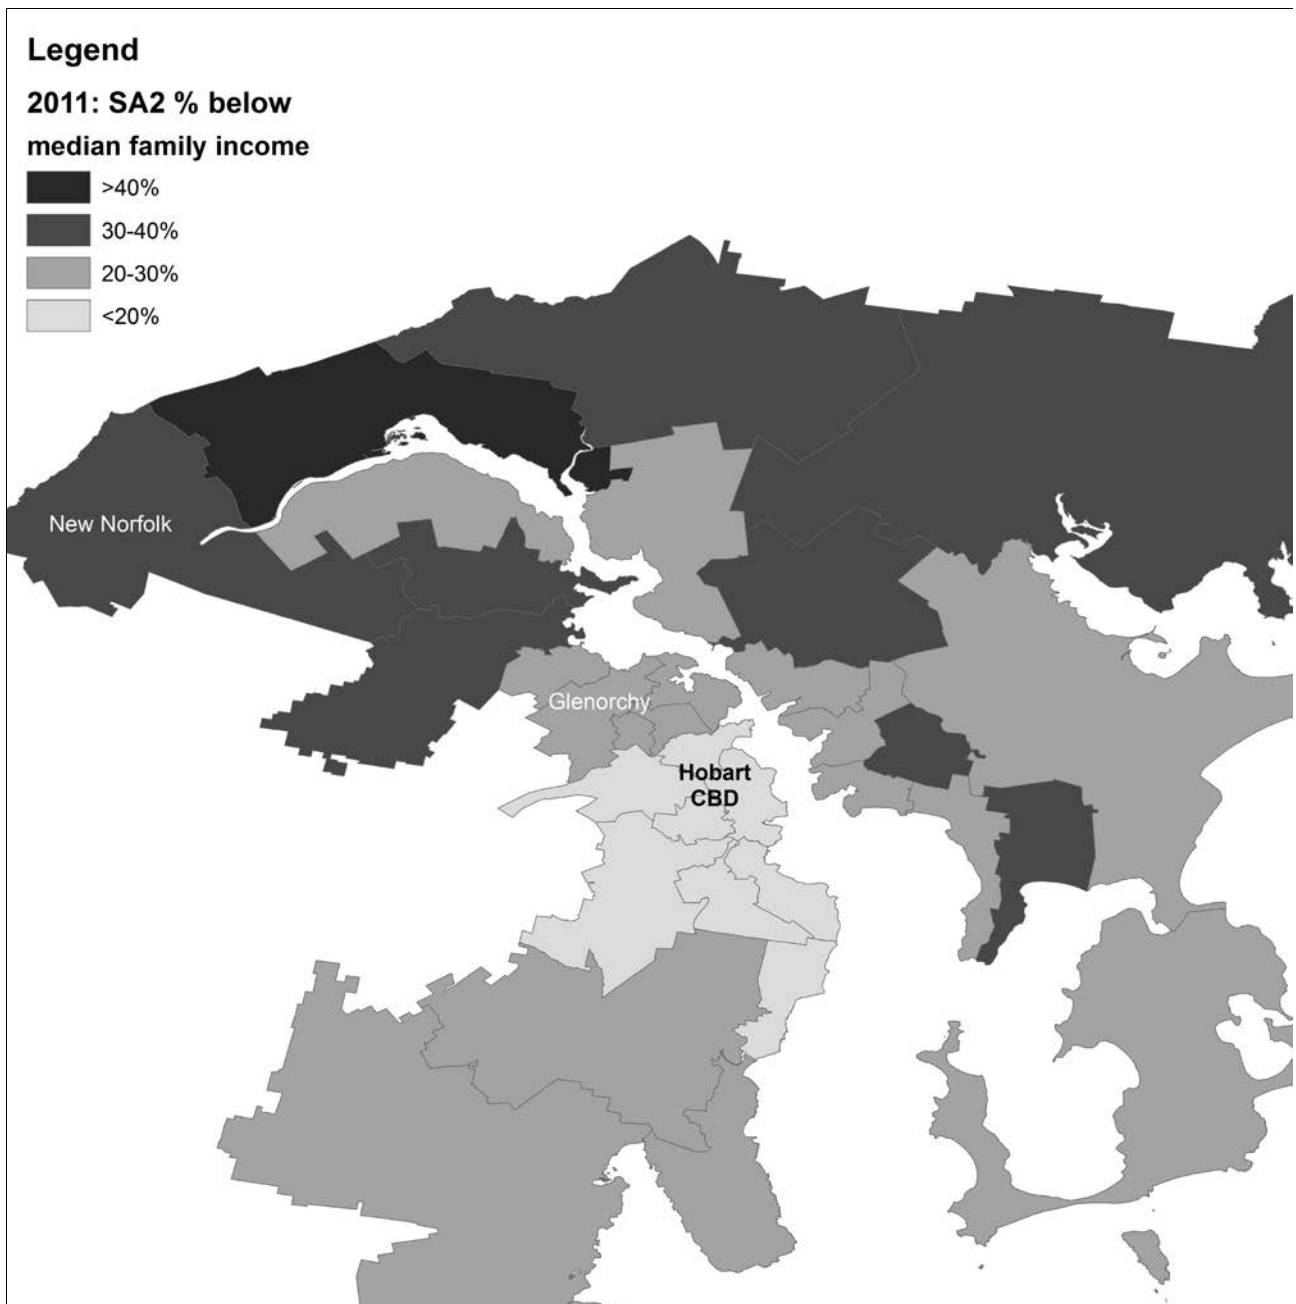 Legend
2011: SA2 % below
median family income
>40%
30-40%
20-30%
<20%
New Norfolk
Glenorchy
Hobart
CBD